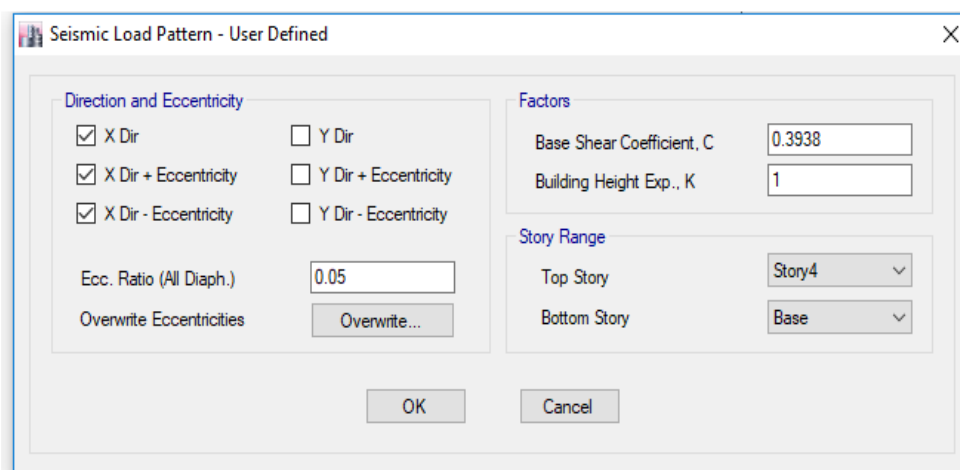 Seismic Load Pattern - User Defined
Direction and Eccentricity
X Dir
Y Dir
X Dir + Eccentricity
Y Dir + Eccentricity
X Dir - Eccentricity
Y Dir - Eccentricity
Ecc. Ratio (All Diaph.)
0.05
Overwrite Eccentricities
Overwrite...
Factors
Base Shear Coefficient, C
0.3938
Building Height Exp., K
1
Story Range
Top Story
Story4
Bottom Story
Base
OK
Cancel